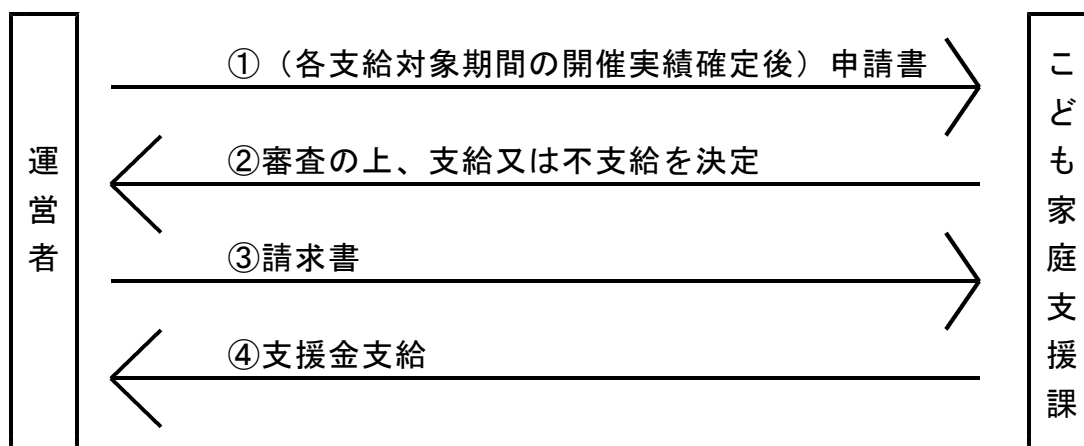 運営者
①（各支給対象期間の開催実績確定後）申請書
②審査の上、支給又は不支給を決定
③請求書
④支援金支給
こども家庭支援課